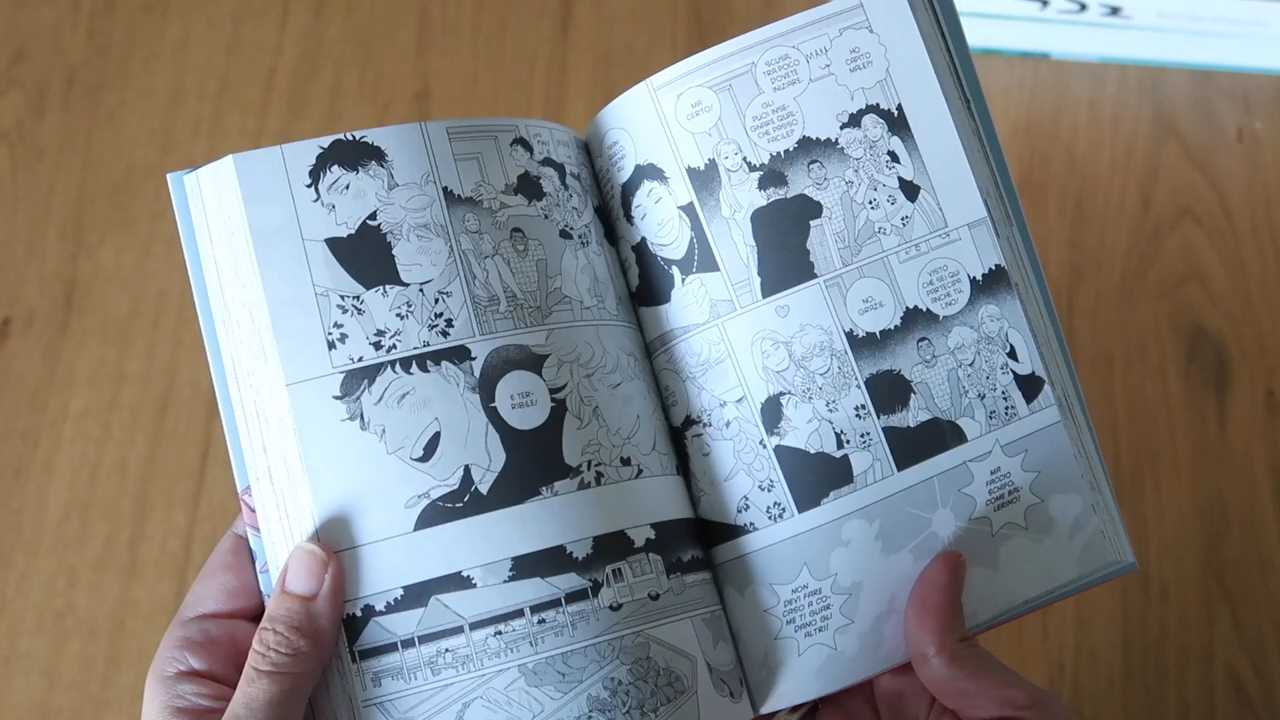 HO
CAPITO
MALE?!
SCUSA,
TRA POCO
DOVETE
INIZIARE.
GLI
PUOI INSE-
GNARE QUAL-
CHE PASSO
FACILE?
MA
CERTO!
VISTO
CHE SEI QUI
PARTECIPA
ANCHE TU,
LINO!
NO,
GRAZIE.
MA
FACCIO
SCHIFO,
COME BAL-
LERINO!
NON
DEVI FARE
CASO A CO-
ME TI GUAR-
DANO GLI
ALTRI!
È TER-
RIBILE!